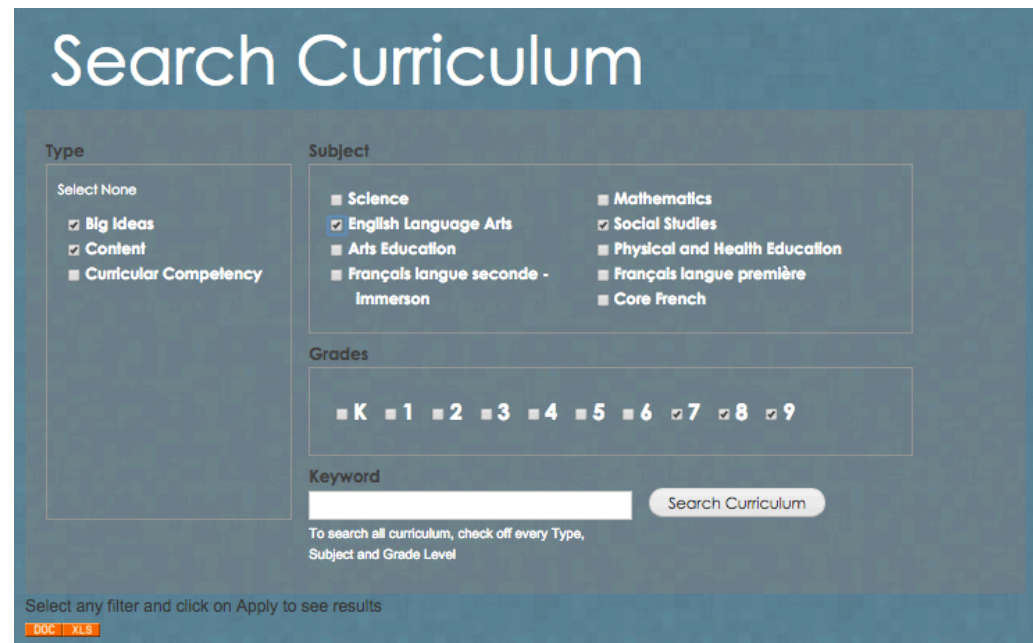 Search Curriculum
Type
Select None
Big Ideas
Content
Curricular Competency
Subject
Science
English Language Arts
Arts Education
Français langue seconde -
immerson
Mathematics
Social Studies
Physical and Health Education
Français langue première
Core French
Grades
K 1 2 3 4 5 6 7 8 9
Keyword
Search Curriculum
To search all curriculum, check off every Type,
Subject and Grade Level
Select any filter and click on Apply to see results
DOC XLS